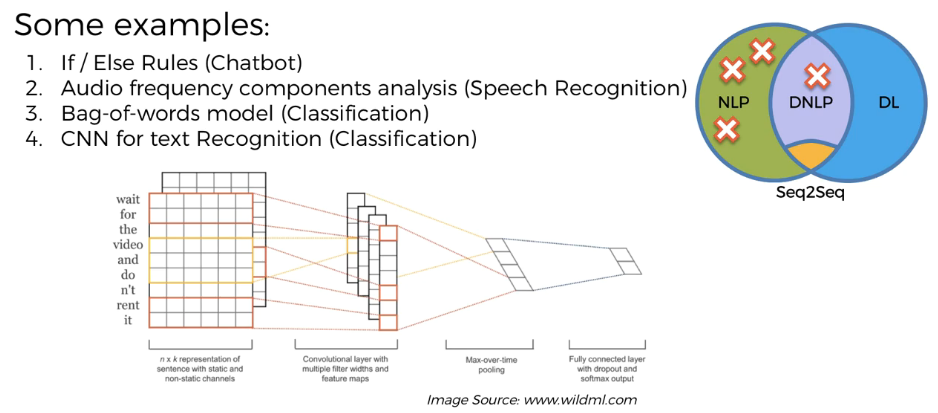 Some examples:
1. If / Else Rules (Chatbot)
2. Audio frequency components analysis (Speech Recognition)
3. Bag-of-words model (Classification)
4. CNN for text Recognition (Classification)
NLP
DNLP
DL
Seq2Seq
wait
for
the
video
and
do
n't
rent
it
n x k representation of
sentence with static and
non-static channels
Convolutional layer with
multiple filter widths and
feature maps
Max-over-time
pooling
Fully connected layer
with dropout and
softmax output
Image Source: www.wildml.com